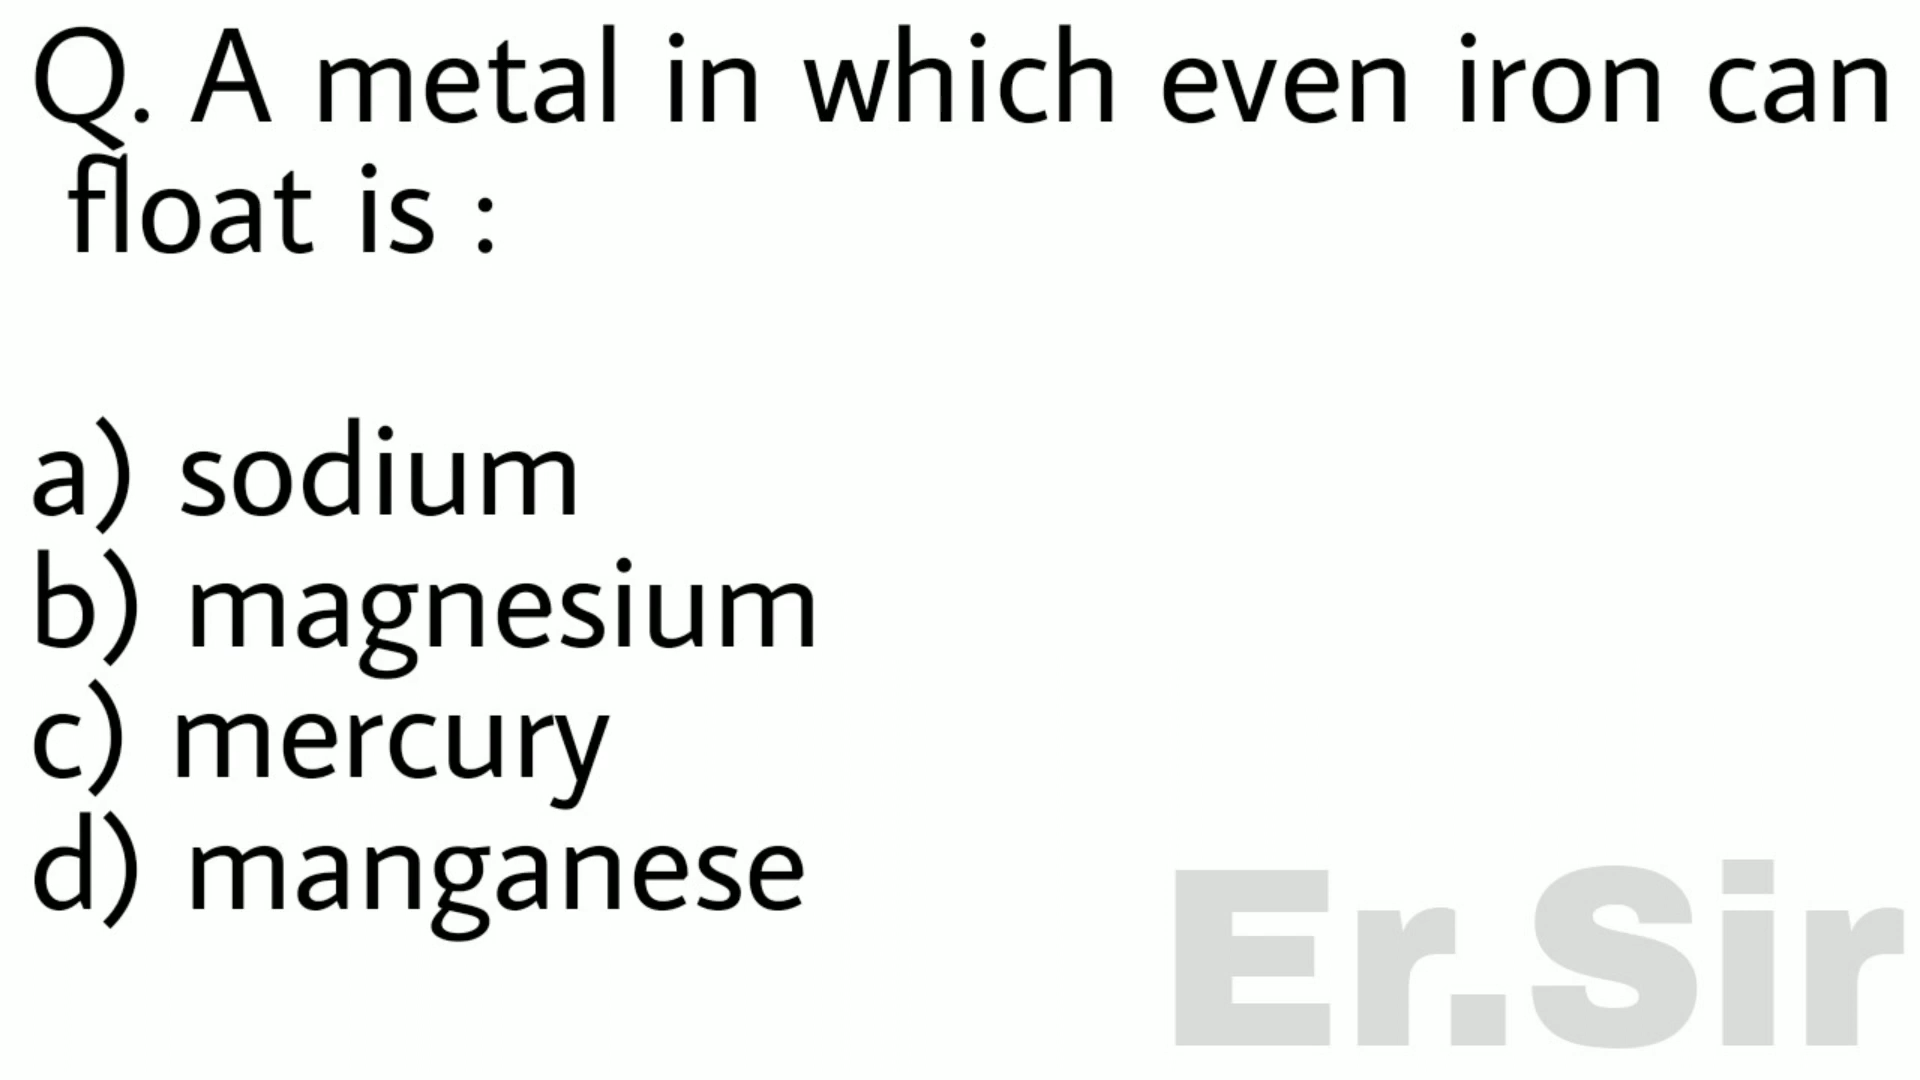 Q. A metal in which even iron can
float is :
a) sodium
b) magnesium
c) mercury
d) manganese
Er.Sir